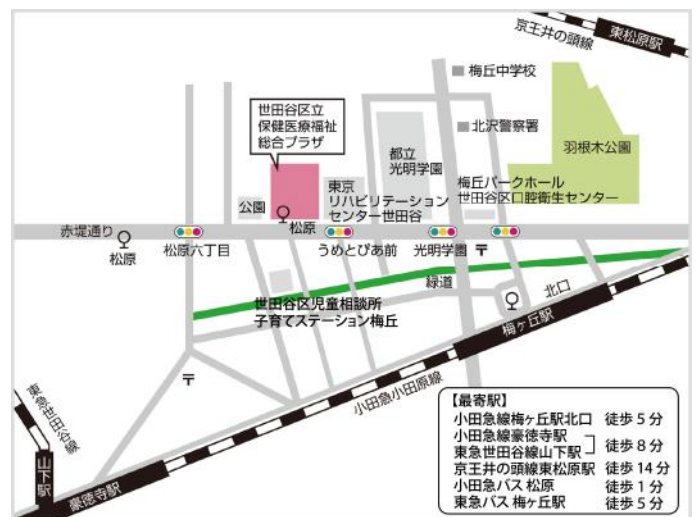 京王井の頭線
東松原駅
梅丘中学校
世田谷区立
保健医療福祉
総合プラザ
北沢警察署
羽根木公園
都立
光明学園
東京
リハビリテーション
センター世田谷
梅丘パークホール
世田谷区口腔衛生センター
公園
松原
赤堤通り
松原
松原六丁目
うめとぴあ前
光明学園
〒
緑道
北口
世田谷区児童相談所
子育てステーション梅丘
梅ヶ丘駅
〒
小田急小田原線
東急世田谷線
山下駅
豪徳寺駅
【最寄駅】
小田急線梅ヶ丘駅北口 徒歩5分
小田急線豪徳寺駅
東急世田谷線山下駅 徒歩8分
京王井の頭線東松原駅 徒歩14分
小田急バス 松原 徒歩1分
東急バス 梅ヶ丘駅 徒歩5分